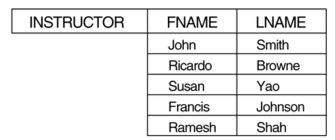 INSTRUCTOR FNAME LNAME
John Smith
Ricardo Browne
Susan Yao
Francis Johnson
Ramesh Shah